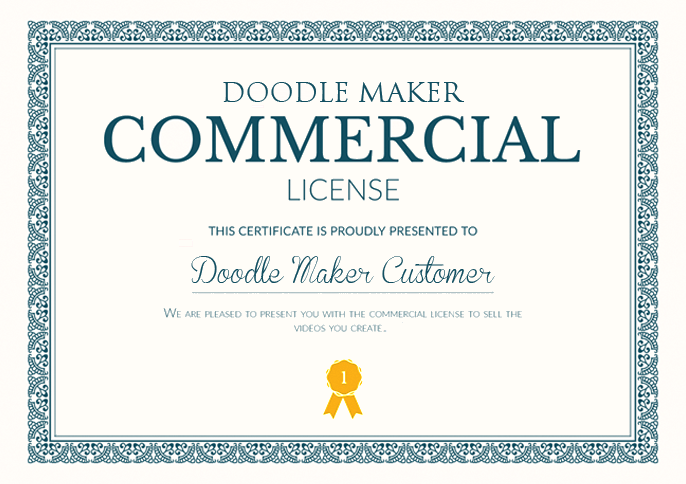 DOODLE MAKER
COMMERCIAL
LICENSE
THIS CERTIFICATE IS PROUDLY PRESENTED TO
Doodle Maker Customer
WE ARE PLEASED TO PRESENT YOU WITH THE COMMERCIAL LICENSE TO SELL THE
VIDEOS YOU CREATE.
1